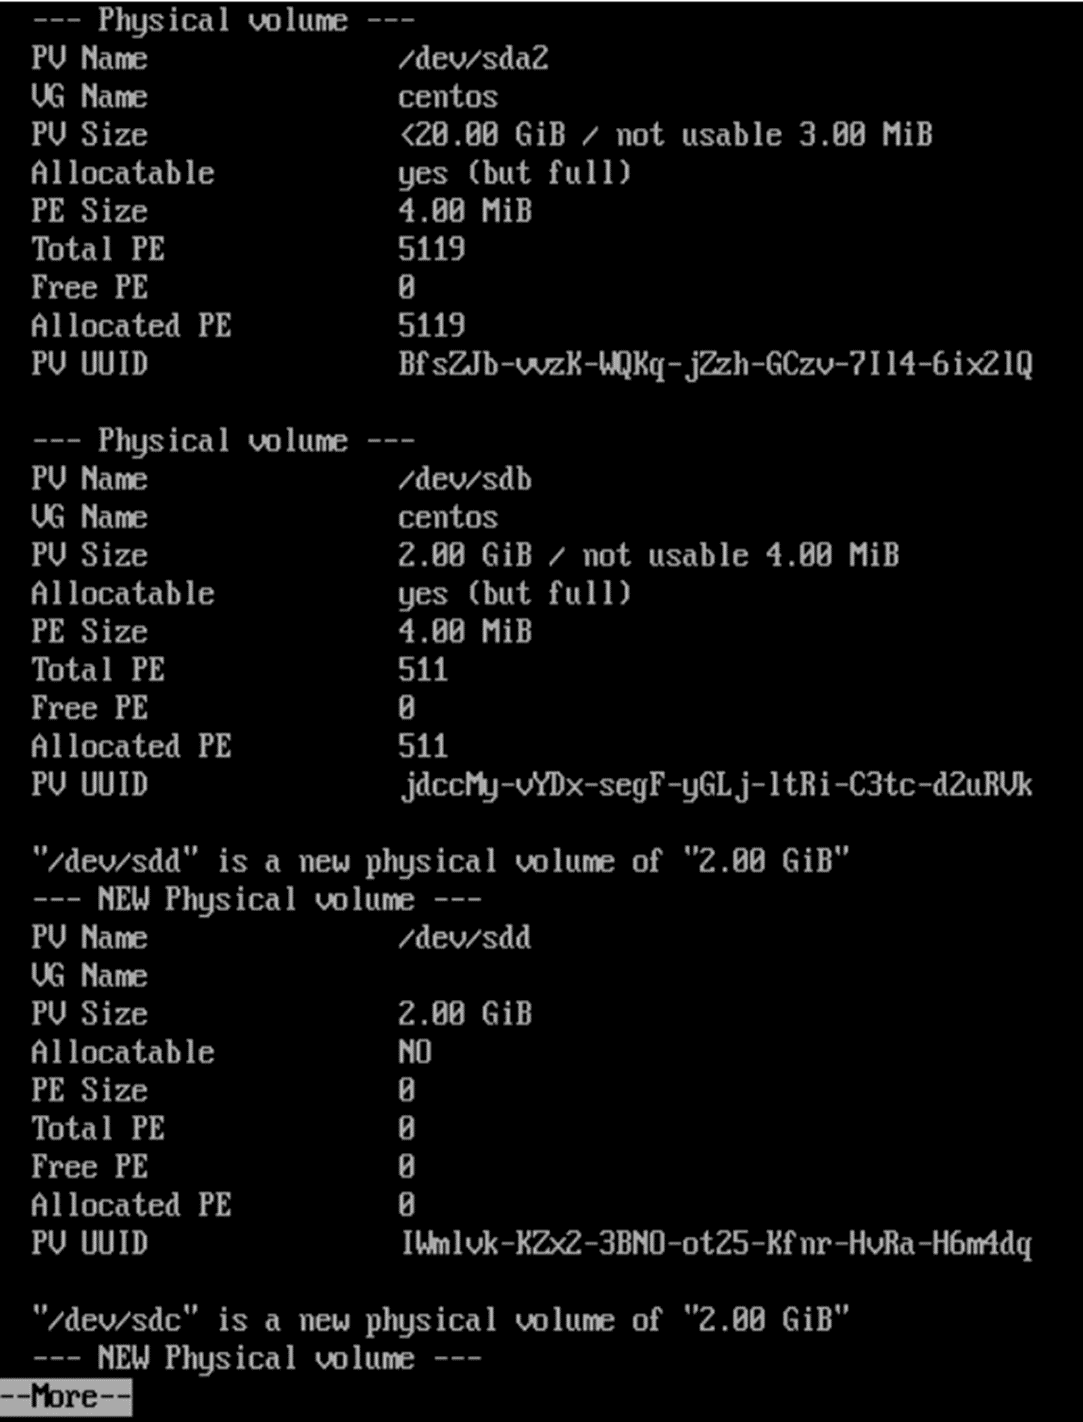 --- Physical volume ---
PV Name /dev/sda2
VG Name centos
PV Size <20.00 GiB / not usable 3.00 MiB
Allocatable yes (but full)
PE Size 4.00 MiB
Total PE 5119
Free PE 0
Allocated PE 5119
PV UUID BfsZJb-vvzK-WQKq-jZzh-GCzv-7Il4-6ix2lQ
--- Physical volume ---
PV Name /dev/sdb
VG Name centos
PV Size 2.00 GiB / not usable 4.00 MiB
Allocatable yes (but full)
PE Size 4.00 MiB
Total PE 511
Free PE 0
Allocated PE 511
PV UUID jdccMy-vYDx-segF-yGLj-ltRi-C3tc-d2uRVk
"/dev/sdd" is a new physical volume of "2.00 GiB"
--- NEW Physical volume ---
PV Name /dev/sdd
VG Name
PV Size 2.00 GiB
Allocatable NO
PE Size 0
Total PE 0
Free PE 0
Allocated PE 0
PV UUID IWmlvk-KZx2-3BNO-ot25-Kfnr-HvRa-H6m4dq
"/dev/sdc" is a new physical volume of "2.00 GiB"
--- NEW Physical volume ---
--More--